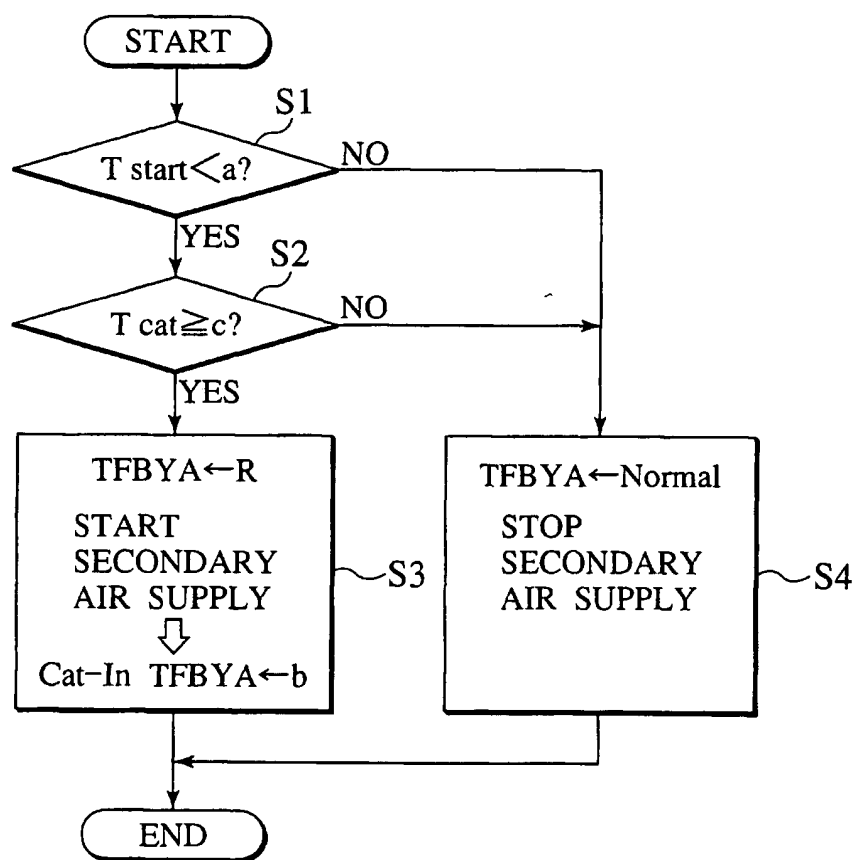 START
S1
T start<a?
NO
YES
S2
T cat≧c?
NO
YES
TFBYA←R
START
SECONDARY
AIR SUPPLY
Cat-In TFBYA←b
S3
TFBYA←Normal
STOP
SECONDARY
AIR SUPPLY
S4
END